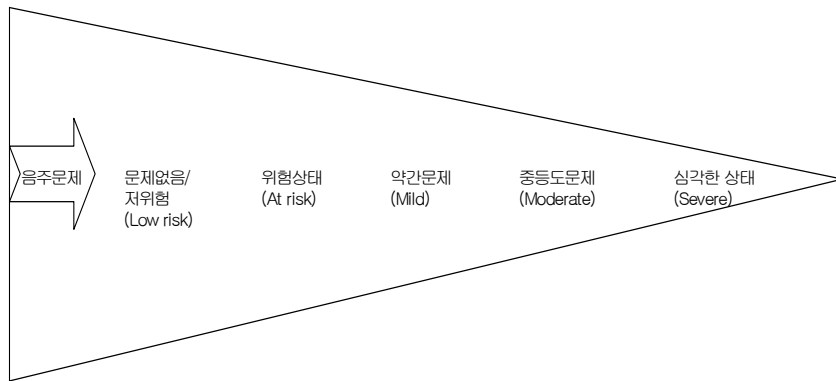 음주문제
문제없음/
저위험
(Low risk)
위험상태
(At risk)
약간문제
(Mild)
중등도문제
(Moderate)
심각한 상태
(Severe)